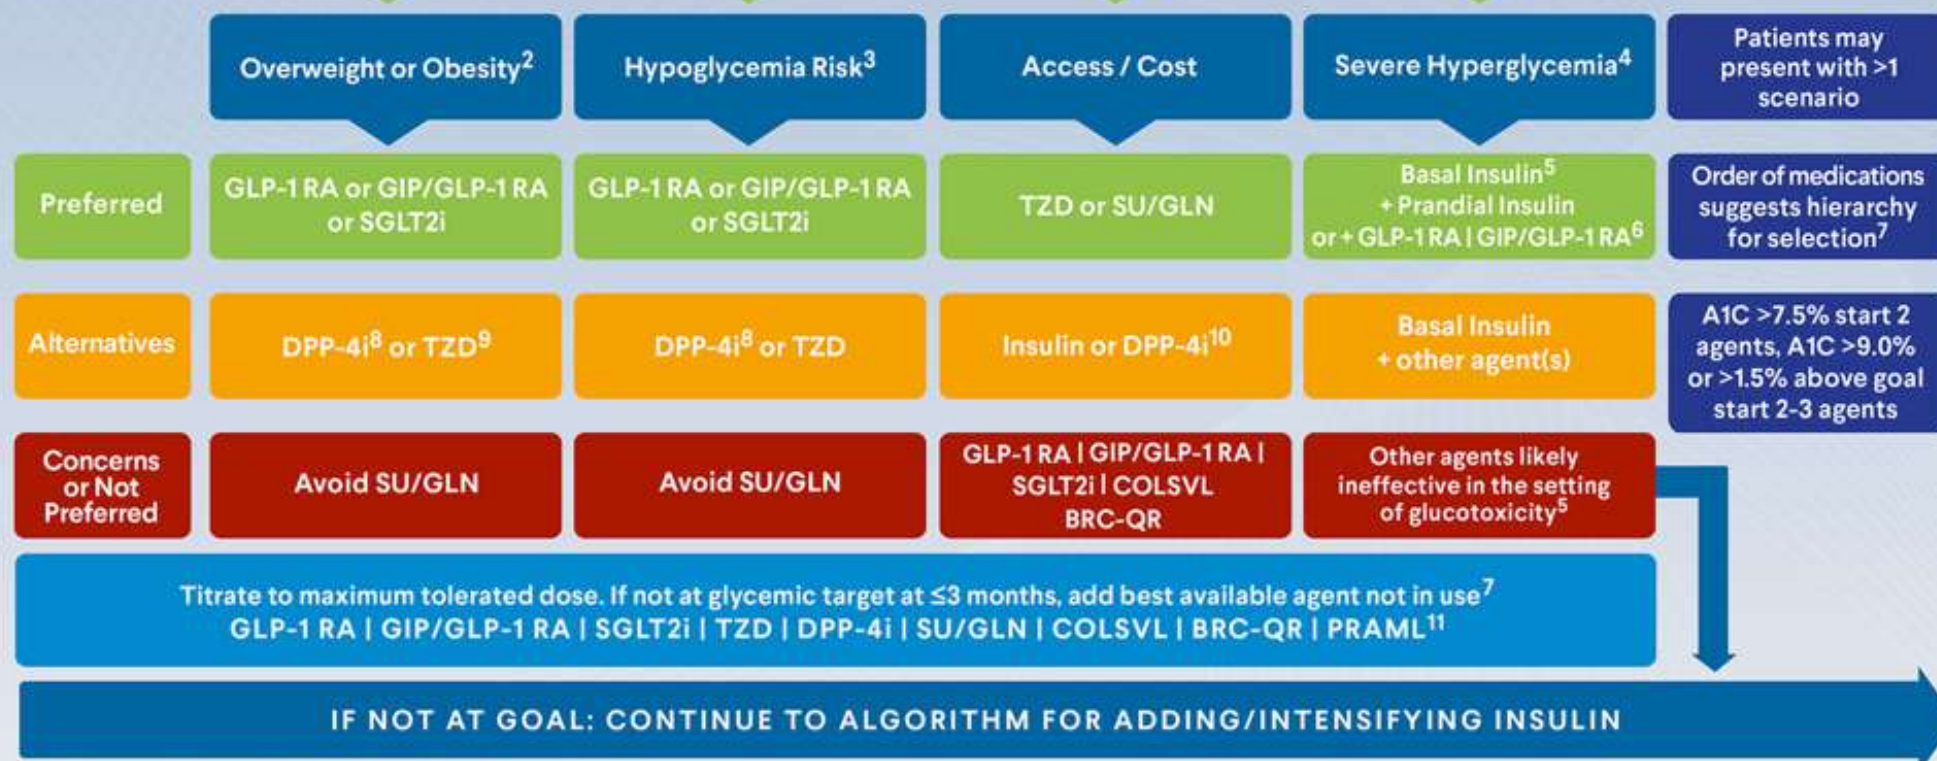 Overweight or Obesity²
Hypoglycemia Risk³
Access / Cost
Severe Hyperglycemia⁴
Patients may
present with >1
scenario
Preferred
GLP-1 RA or GIP/GLP-1 RA
or SGLT2i
GLP-1 RA or GIP/GLP-1 RA
or SGLT2i
TZD or SU/GLN
Basal Insulin⁵
+ Prandial Insulin
or + GLP-1 RA | GIP/GLP-1 RA⁶
Order of medications
suggests hierarchy
for selection⁷
Alternatives
DPP-4i⁸ or TZD⁹
DPP-4i⁸ or TZD
Insulin or DPP-4i¹⁰
Basal Insulin
+ other agent(s)
A1C >7.5% start 2
agents, A1C >9.0%
or >1.5% above goal
start 2-3 agents
Concerns
or Not
Preferred
Avoid SU/GLN
Avoid SU/GLN
GLP-1 RA | GIP/GLP-1 RA |
SGLT2i | COLSVL
BRC-QR
Other agents likely
ineffective in the setting
of glucotoxicity⁵
Titrate to maximum tolerated dose. If not at glycemic target at ≤3 months, add best available agent not in use⁷
GLP-1 RA | GIP/GLP-1 RA | SGLT2i | TZD | DPP-4i | SU/GLN | COLSVL | BRC-QR | PRAML¹¹
IF NOT AT GOAL: CONTINUE TO ALGORITHM FOR ADDING/INTENSIFYING INSULIN